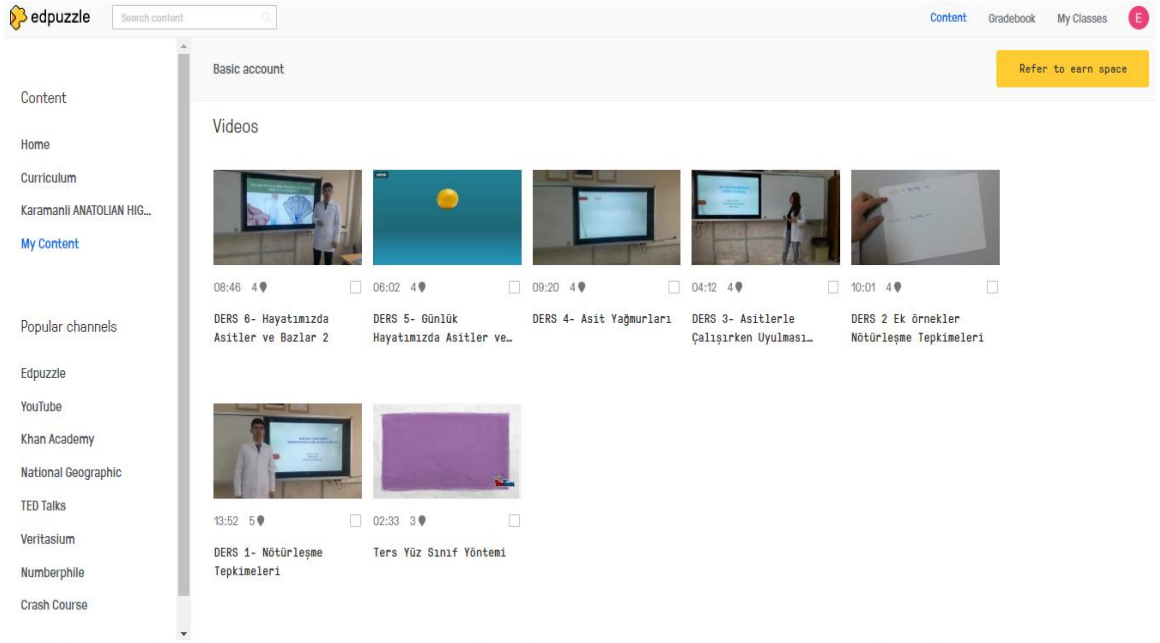 edpuzzle
Search content
Content
Gradebook
My Classes
E
Basic account
Refer to earn space
Content
Home
Curriculum
Karamanli ANATOLIAN HIG...
My Content
Popular channels
Edpuzzle
YouTube
Khan Academy
National Geographic
TED Talks
Veritasium
Numberphile
Crash Course
Videos
08:46 4
06:02 4
09:20 4
04:12 4
10:01 4
DERS 6- Hayatımızda
Asitler ve Bazlar 2
DERS 5- Günlük
Hayatımızda Asitler ve…
DERS 4- Asit Yağmurları
DERS 3- Asitlerle
Çalışırken Uyulması…
DERS 2 Ek örnekler
Nötürleşme Tepkimeleri
13:52 5
02:33 3
DERS 1- Nötürleşme
Tepkimeleri
Ters Yüz Sınıf Yöntemi